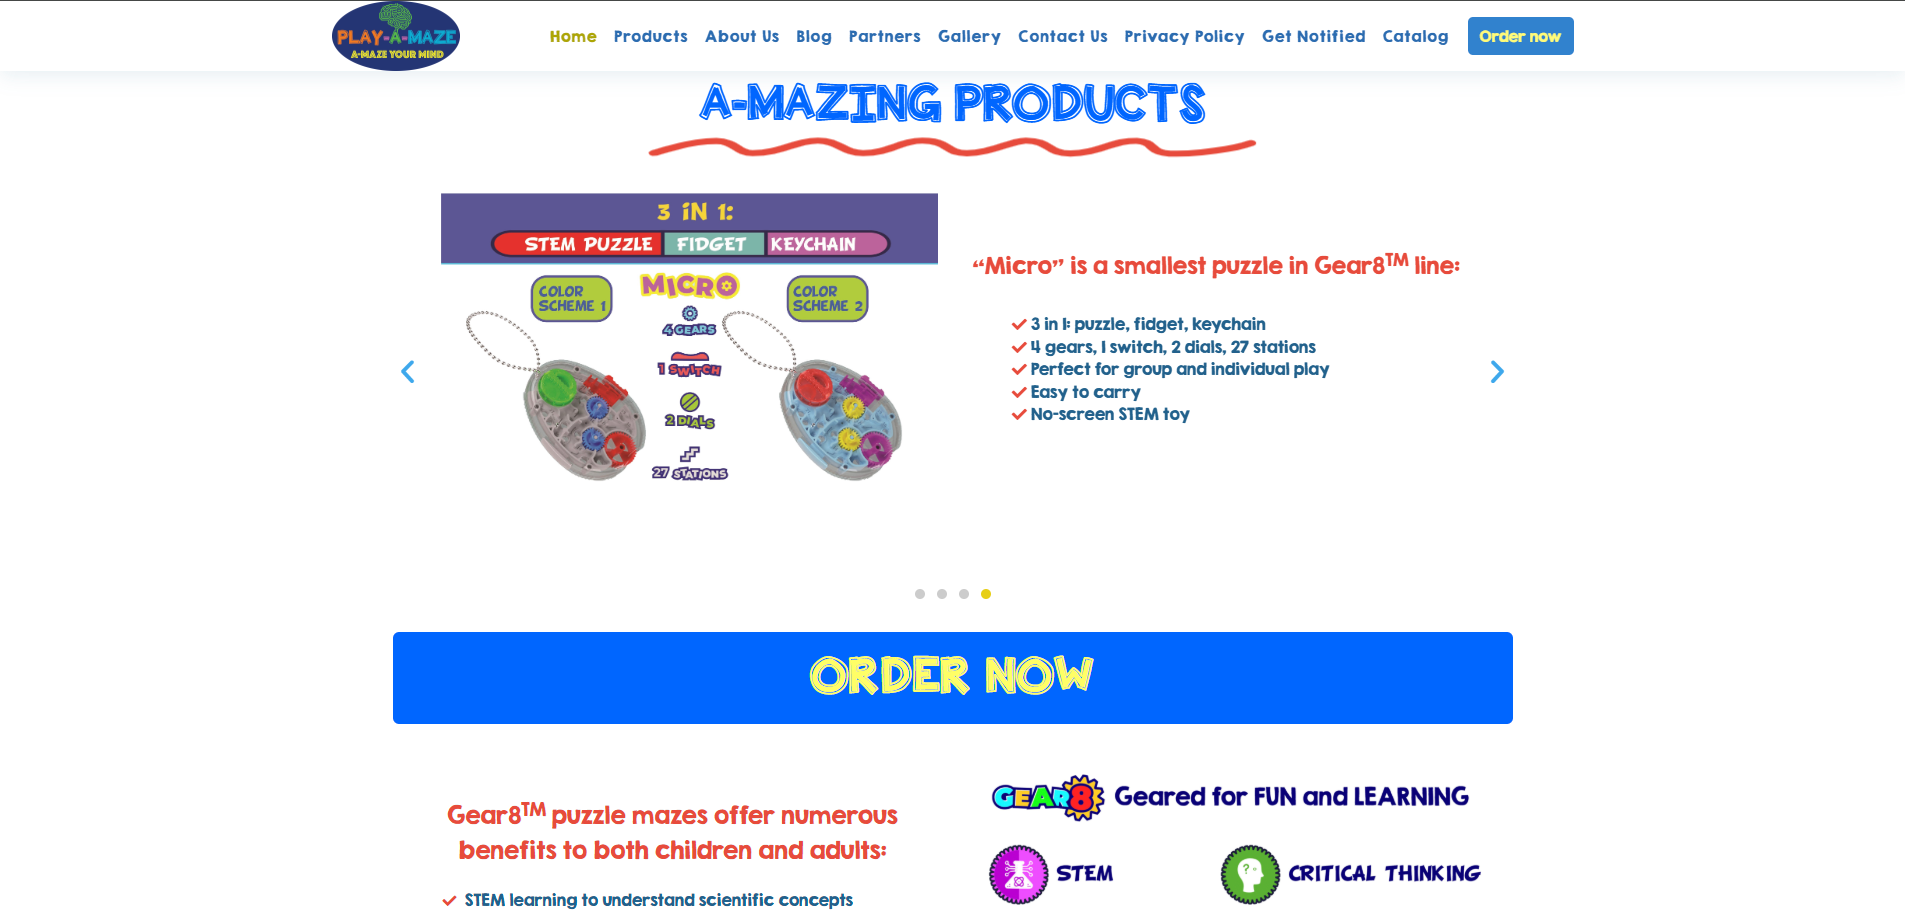 PLAY-A-MAZE
A-MAZE YOUR MIND
Home Products About Us Blog Partners Gallery Contact Us Privacy Policy Get Notified Catalog Order now
A-MAZING PRODUCTS
3 iN 1:
STEM PUZZLE FIDGET KEYCHAIN
COLOR SCHEME 1
MICRO
COLOR SCHEME 2
4 GEARS
1 SWITCH
2 DIALS
27 STATIONS
“Micro” is a smallest puzzle in Gear8TM line:
3 in 1: puzzle, fidget, keychain
4 gears, 1 switch, 2 dials, 27 stations
Perfect for group and individual play
Easy to carry
No-screen STEM toy
ORDER NOW
Gear8TM puzzle mazes offer numerous
benefits to both children and adults:
STEM learning to understand scientific concepts
GEAR8 Geared for FUN and LEARNING
STEM
CRITICAL THINKING